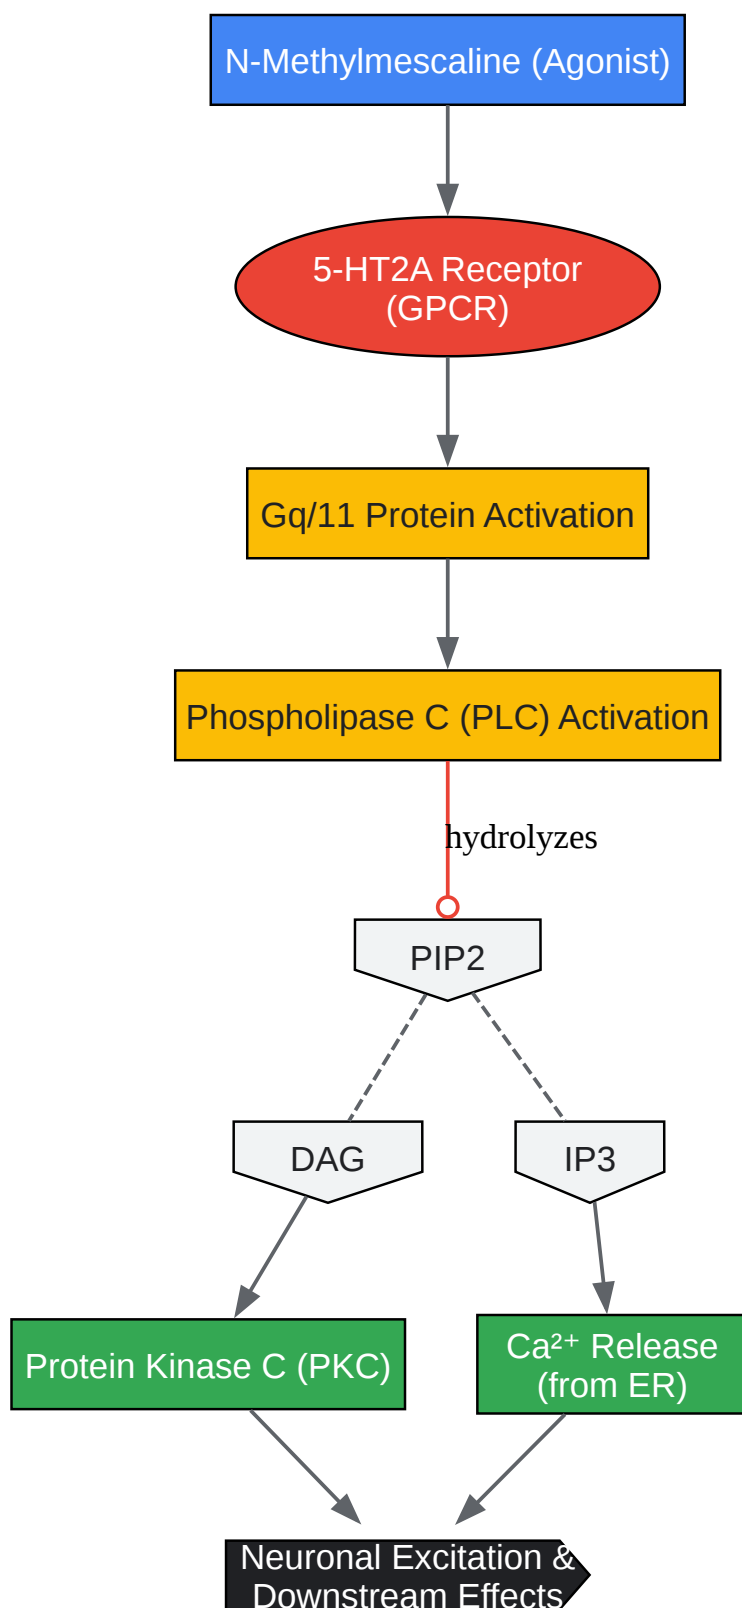 N-Methylmescaline (Agonist)
5-HT2A Receptor
(GPCR)
Gq/11 Protein Activation
Phospholipase C (PLC) Activation
hydrolyzes
PIP2
DAG
IP3
Protein Kinase C (PKC)
Ca²⁺ Release
(from ER)
Neuronal Excitation &
Downstream Effects